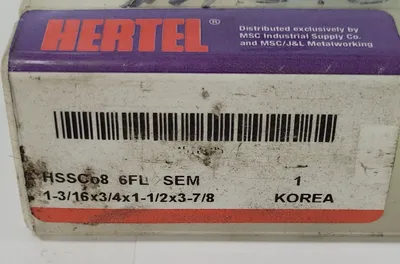 HERTEL®
Distributed exclusively by
MSC Industrial Supply Co.
and MSC/J&L Metalworking
HSSCo8 6FL SEM 1
1-3/16x3/4x1-1/2x3-7/8 KOREA